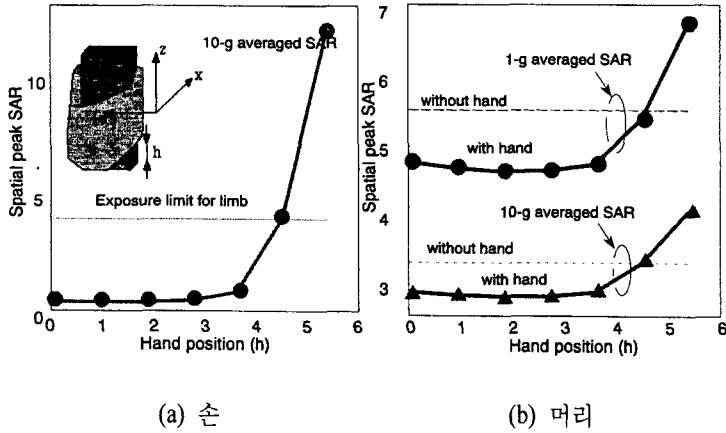 Spatial peak SAR
10
5
0
10-g averaged SAR
z
x
h
Exposure limit for limb
0 1 2 3 4 5 6
Hand position (h)
(a) 손
Spatial peak SAR
7
6
5
4
3
1-g averaged SAR
without hand
with hand
10-g averaged SAR
without hand
with hand
0 1 2 3 4 5 6
Hand position (h)
(b) 머리